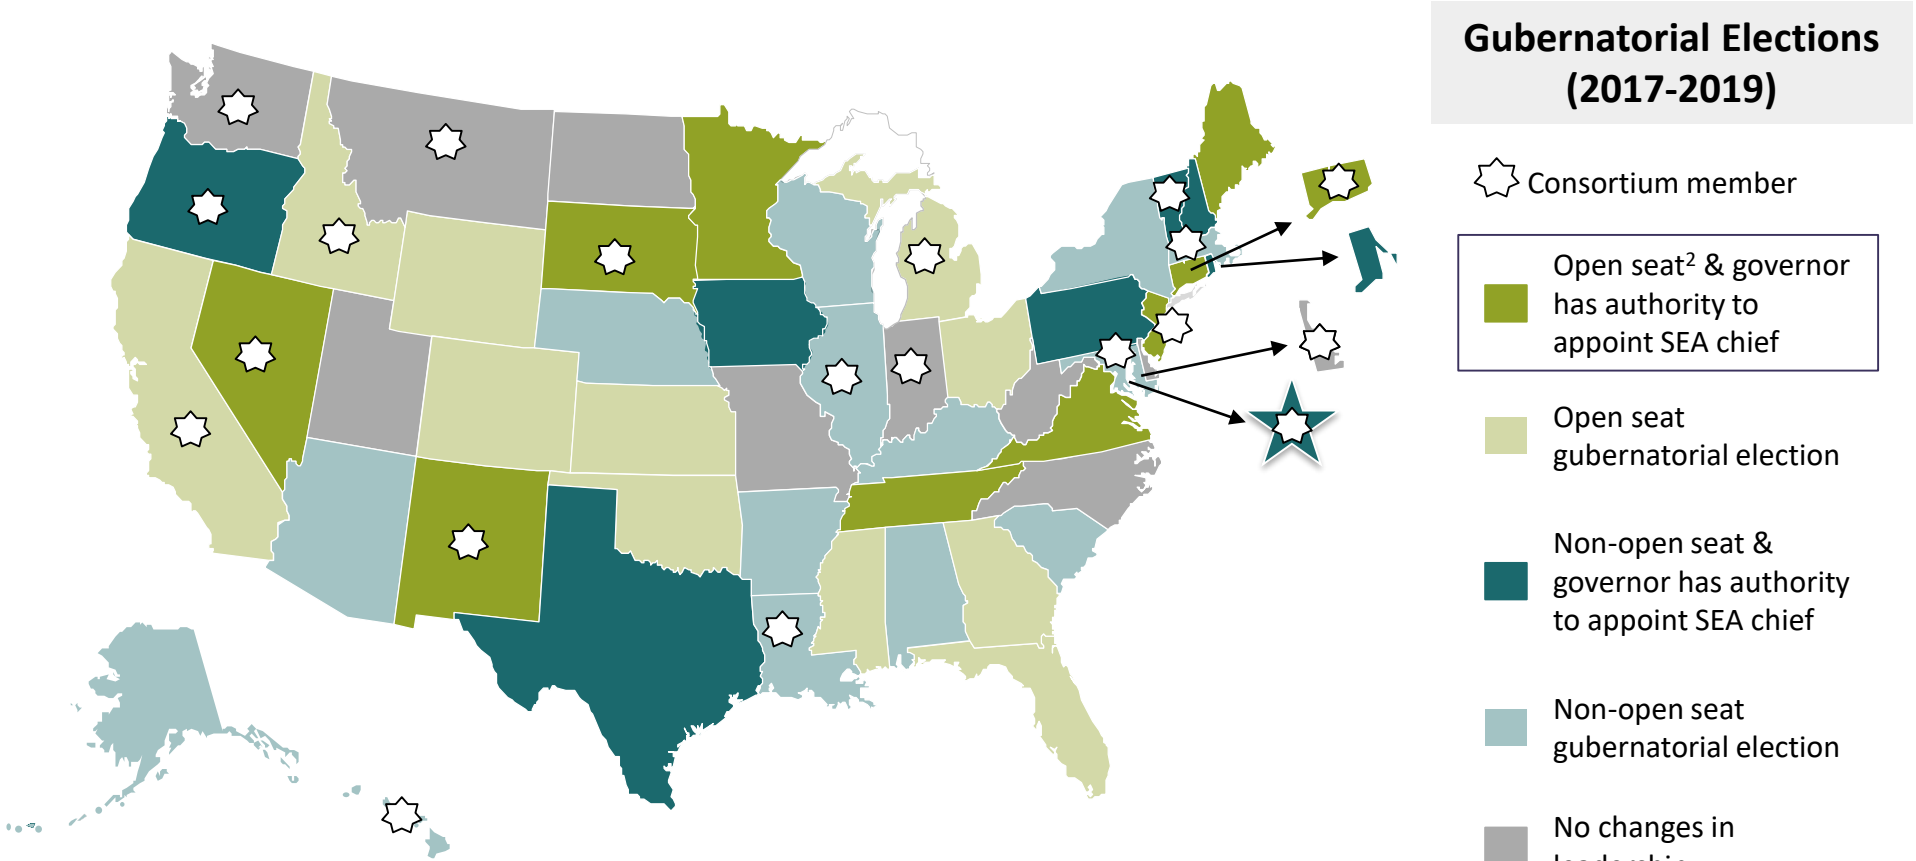 Gubernatorial Elections
(2017-2019)
Consortium member
Open seat² & governor
has authority to
appoint SEA chief
Open seat
gubernatorial election
Non-open seat &
governor has authority
to appoint SEA chief
Non-open seat
gubernatorial election
No changes in